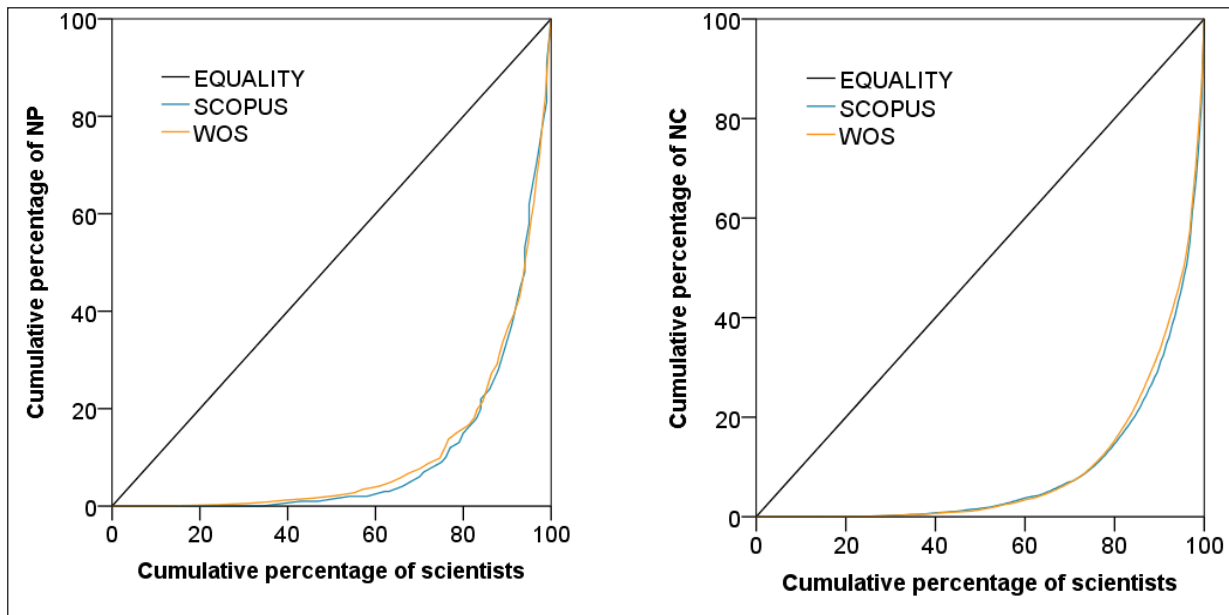 100
80
60
40
20
0
Cumulative percentage of NP
EQUALITY
SCOPUS
WOS
0 20 40 60 80 100
Cumulative percentage of scientists
100
80
60
40
20
0
Cumulative percentage of NC
EQUALITY
SCOPUS
WOS
0 20 40 60 80 100
Cumulative percentage of scientists